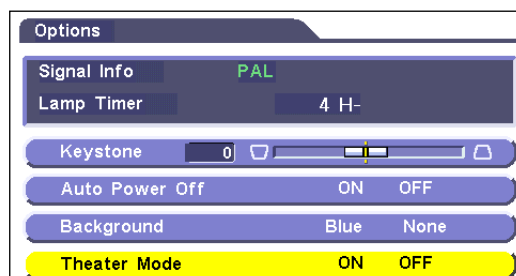 Options
Signal Info PAL
Lamp Timer 4 H-
Keystone 0
Auto Power Off ON OFF
Background Blue None
Theater Mode ON OFF